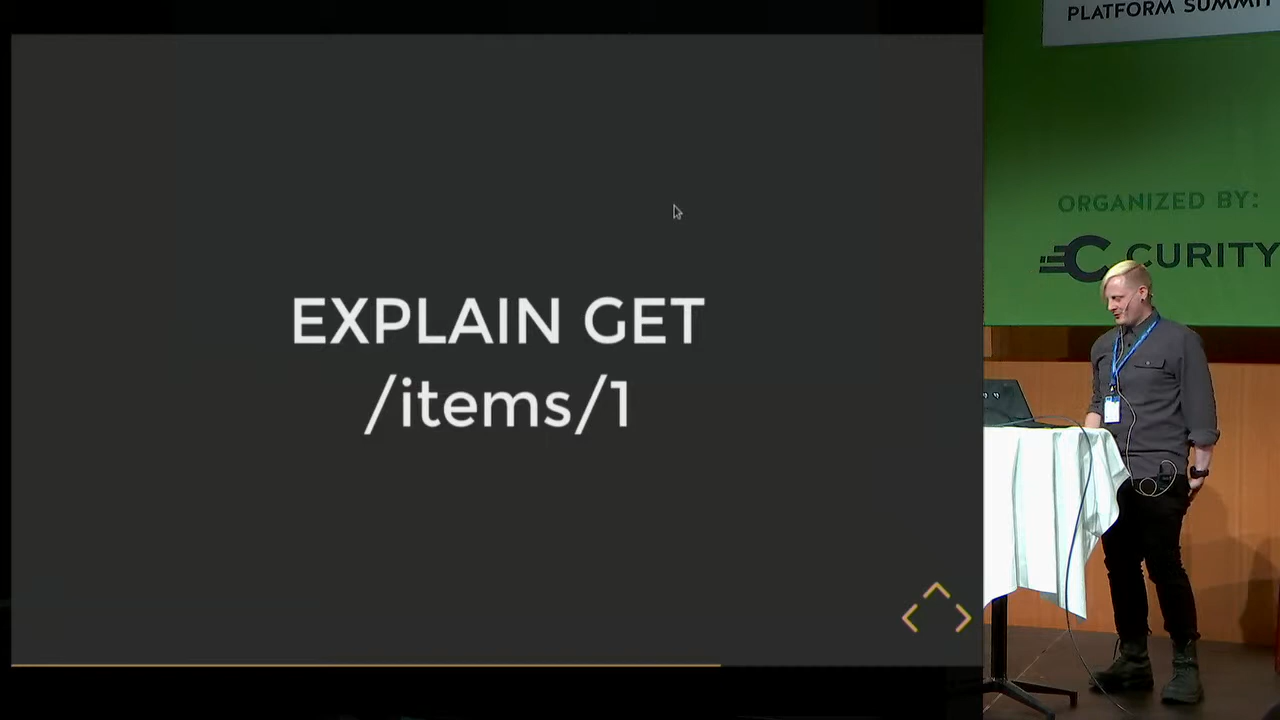 EXPLAIN GET
/items/1
PLATFORM SUMMIT
ORGANIZED BY:
CURITY